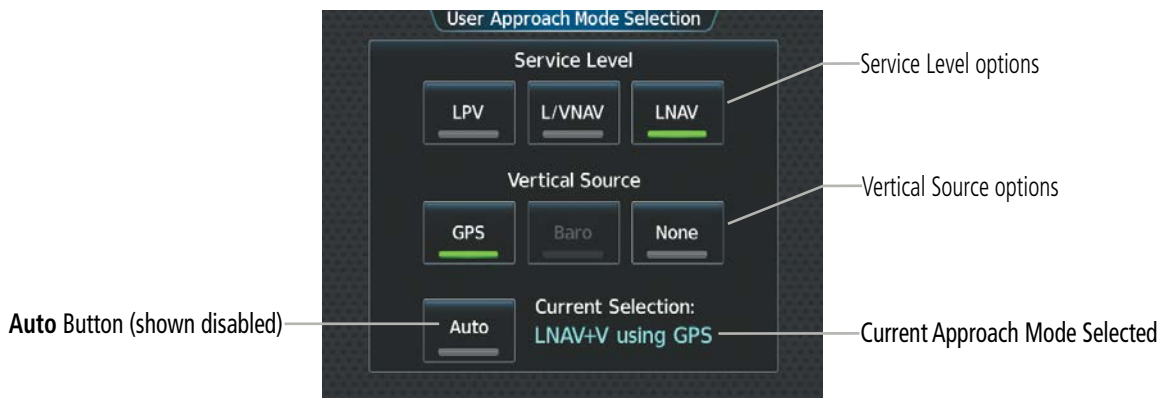 User Approach Mode Selection
Service Level
Service Level options
LPV
L/VNAV
LNAV
Vertical Source
Vertical Source options
GPS
Baro
None
Auto Button (shown disabled)
Auto
Current Selection:
LNAV+V using GPS
Current Approach Mode Selected